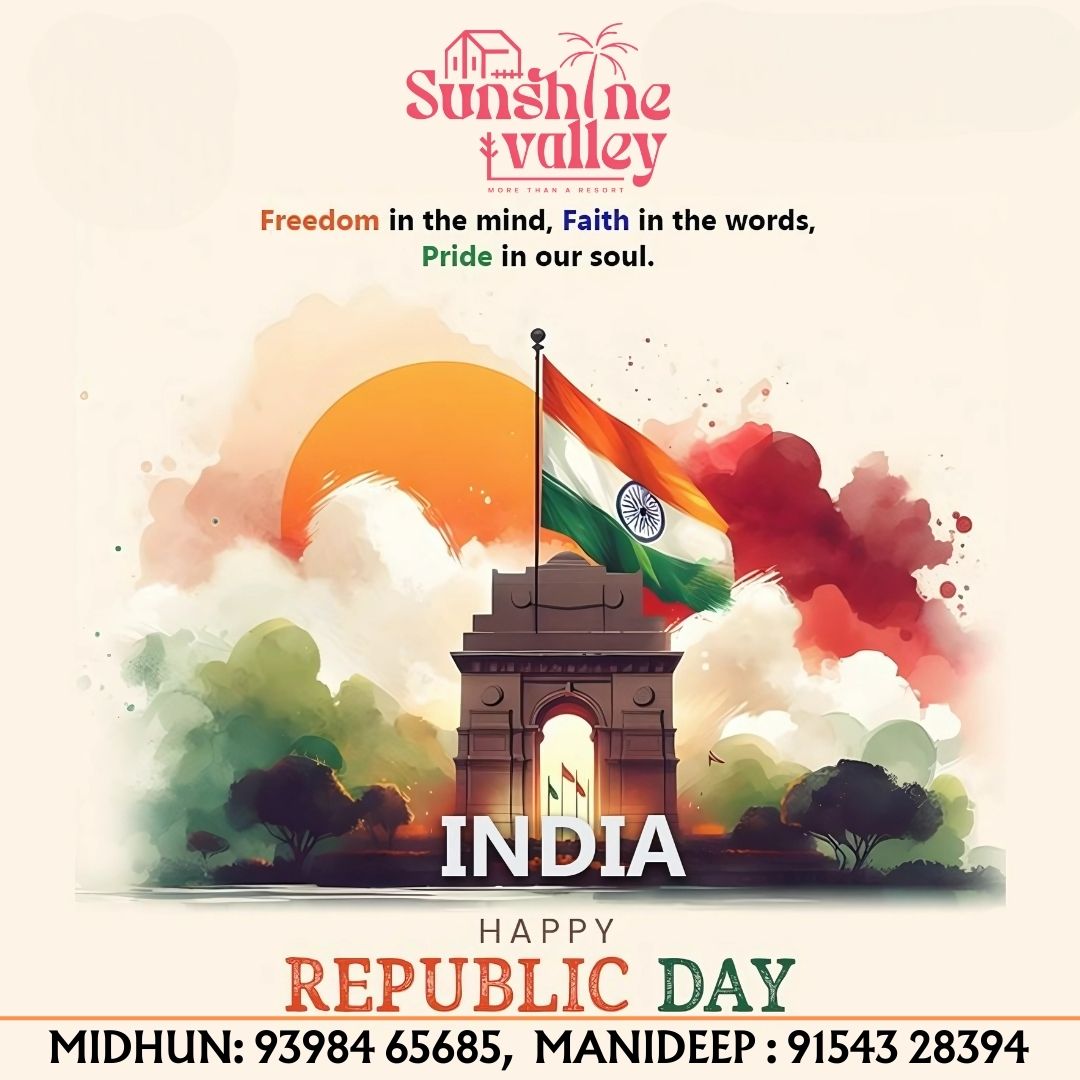 Sunshine
valley
MORE THAN A RESORT
Freedom in the mind, Faith in the words,
Pride in our soul.
INDIA
HAPPY
REPUBLIC DAY
MIDHUN: 93984 65685, MANIDEEP : 91543 28394